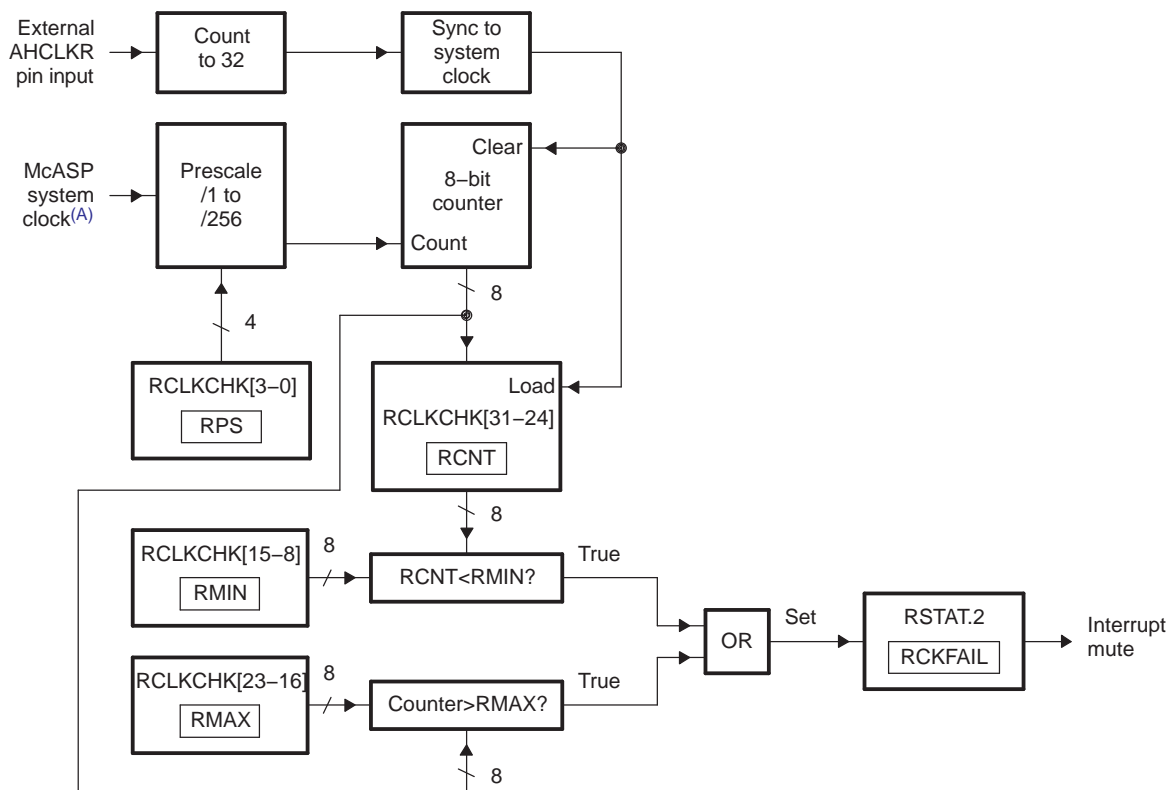 External
AHCLKR
pin input
Count
to 32
Sync to
system
clock
McASP
system
clock(A)
Prescale
/1 to
/256
Clear
8−bit
counter
Count
8
4
RCLKCHK[3−0]
RPS
Load
RCLKCHK[31−24]
RCNT
8
RCLKCHK[15−8]
RMIN
8
RCNT<RMIN?
True
OR
Set
RSTAT.2
RCKFAIL
Interrupt
mute
RCLKCHK[23−16]
RMAX
8
Counter>RMAX?
True
8